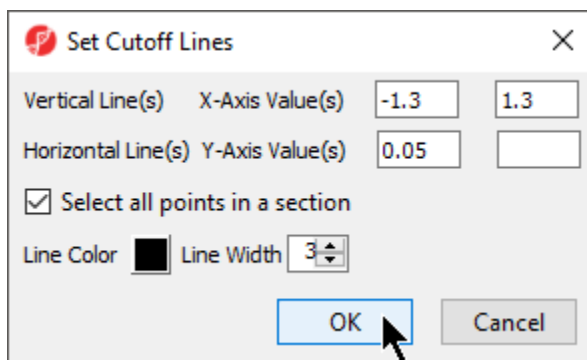 Set Cutoff Lines
Vertical Line(s) X-Axis Value(s) -1.3 1.3
Horizontal Line(s) Y-Axis Value(s) 0.05
Select all points in a section
Line Color Line Width 3
OK Cancel